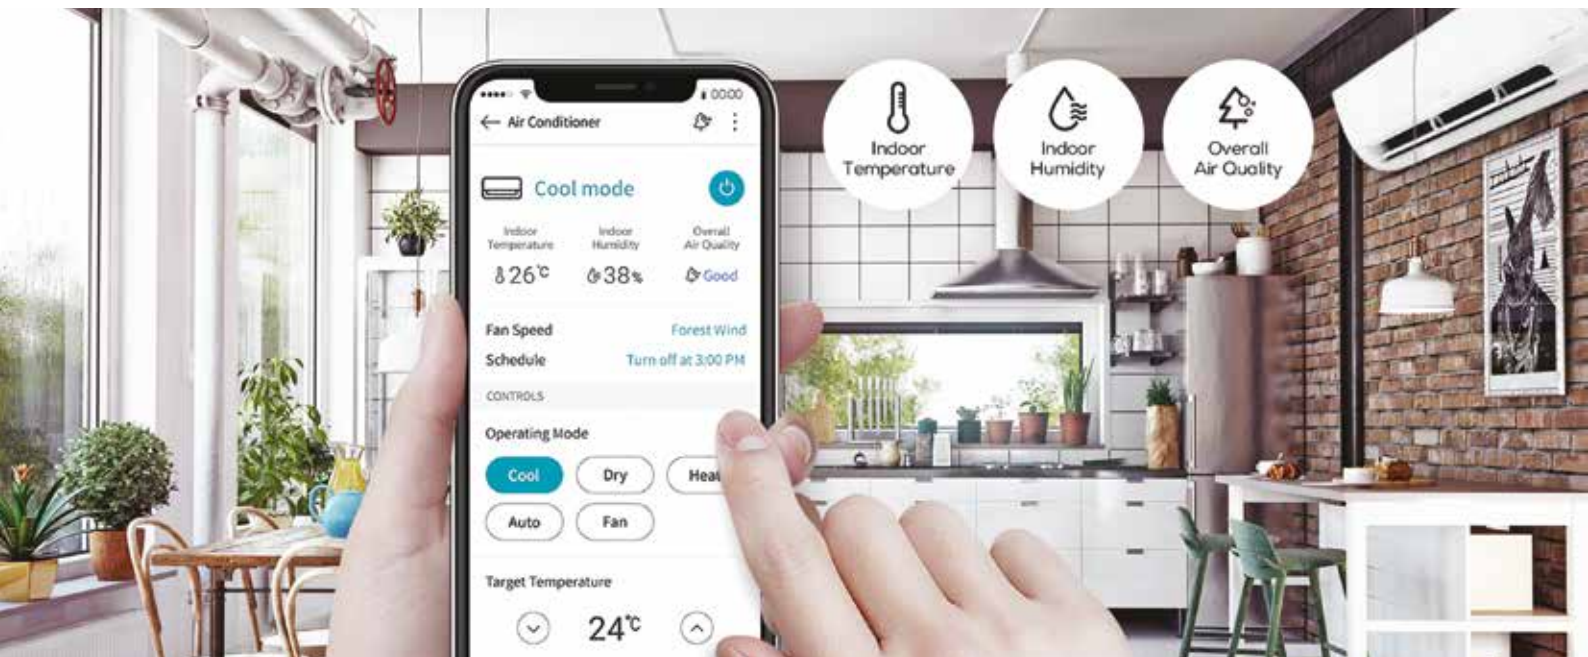 00:00
Air Conditioner
Cool mode
Indoor
Temperature
Indoor
Humidity
Overall
Air Quality
26℃
38%
Good
Fan Speed
Forest Wind
Schedule
Turn off at 3:00 PM
CONTROLS
Operating Mode
Cool
Dry
Heat
Auto
Fan
Target Temperature
24℃
Indoor
Temperature
Indoor
Humidity
Overall
Air Quality